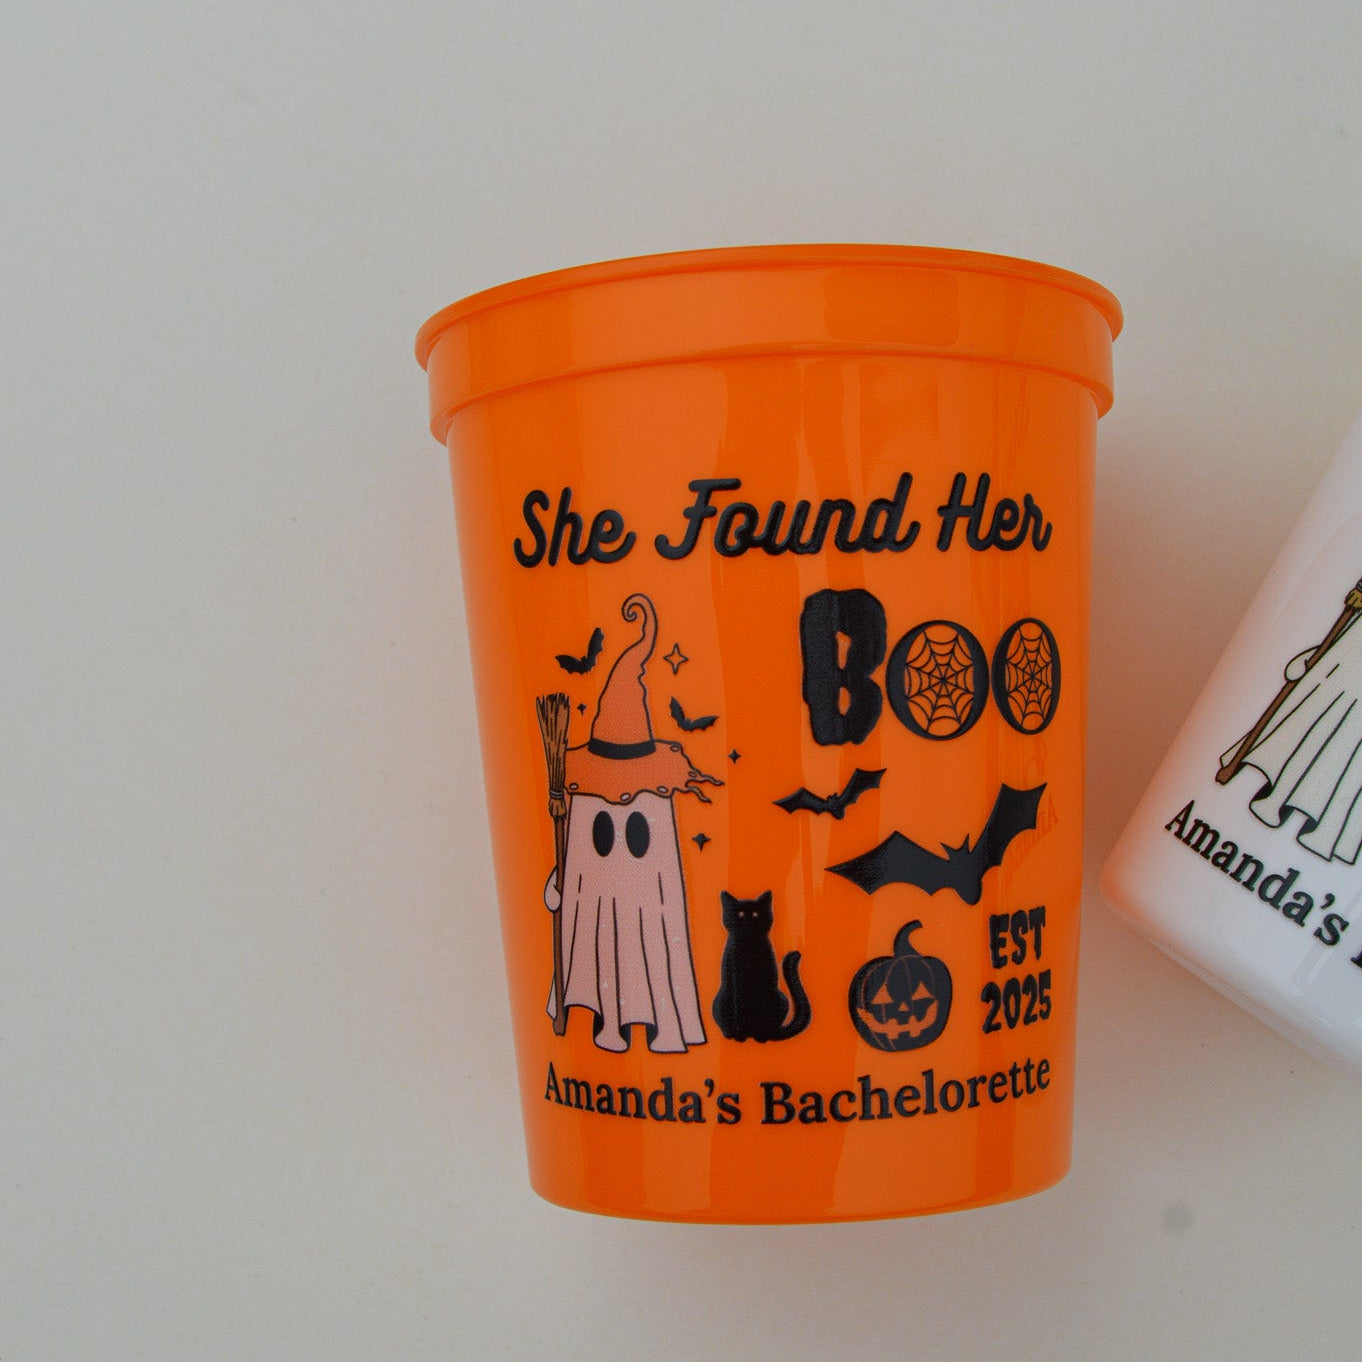 She Found Her
BOO
EST
2025
Amanda's Bachelorette
Amanda's